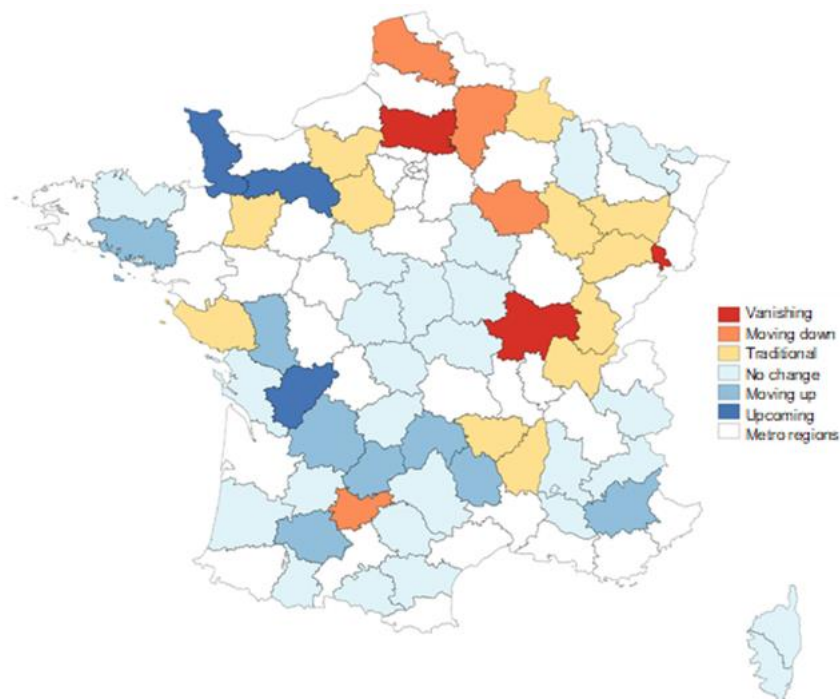 Vanishing
Moving down
Traditional
No change
Moving up
Upcoming
Metro regions